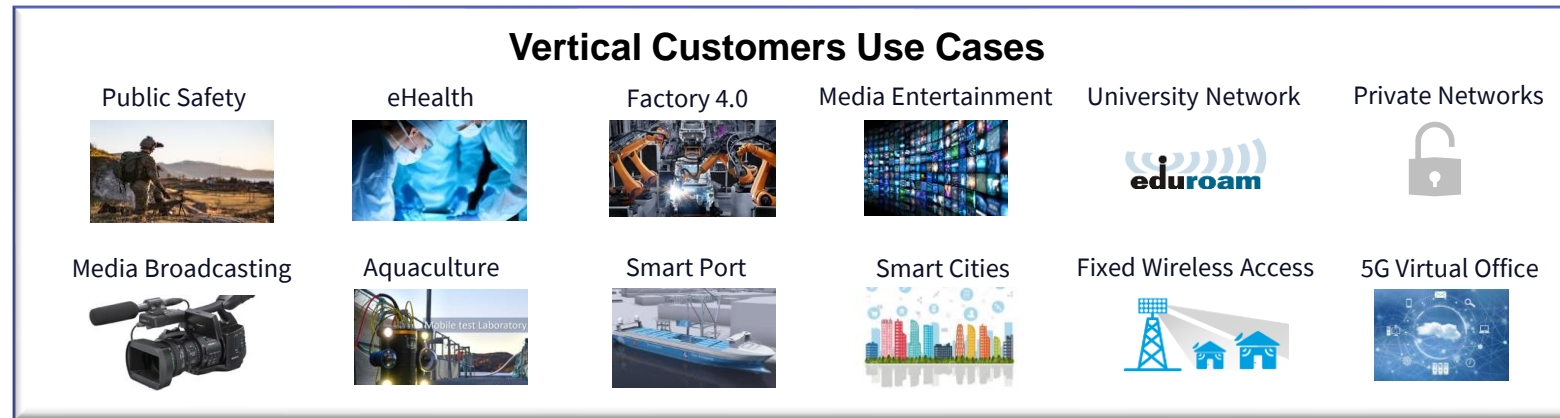 Vertical Customers Use Cases
Public Safety
eHealth
Factory 4.0
Media Entertainment
University Network
Private Networks
eduroam
Media Broadcasting
Aquaculture
Smart Port
Smart Cities
Fixed Wireless Access
5G Virtual Office
Mobile test Laboratory